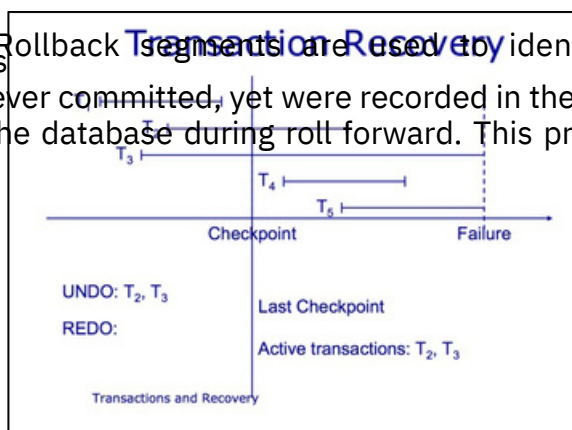 Transaction Recovery
Rollback segments are used to iden
s
ever committed, yet were recorded in the
T2
he database during roll forward. This pr
T3
T4
T5
Checkpoint
Failure
UNDO: T2, T3
Last Checkpoint
REDO:
Active transactions: T2, T3
Transactions and Recovery